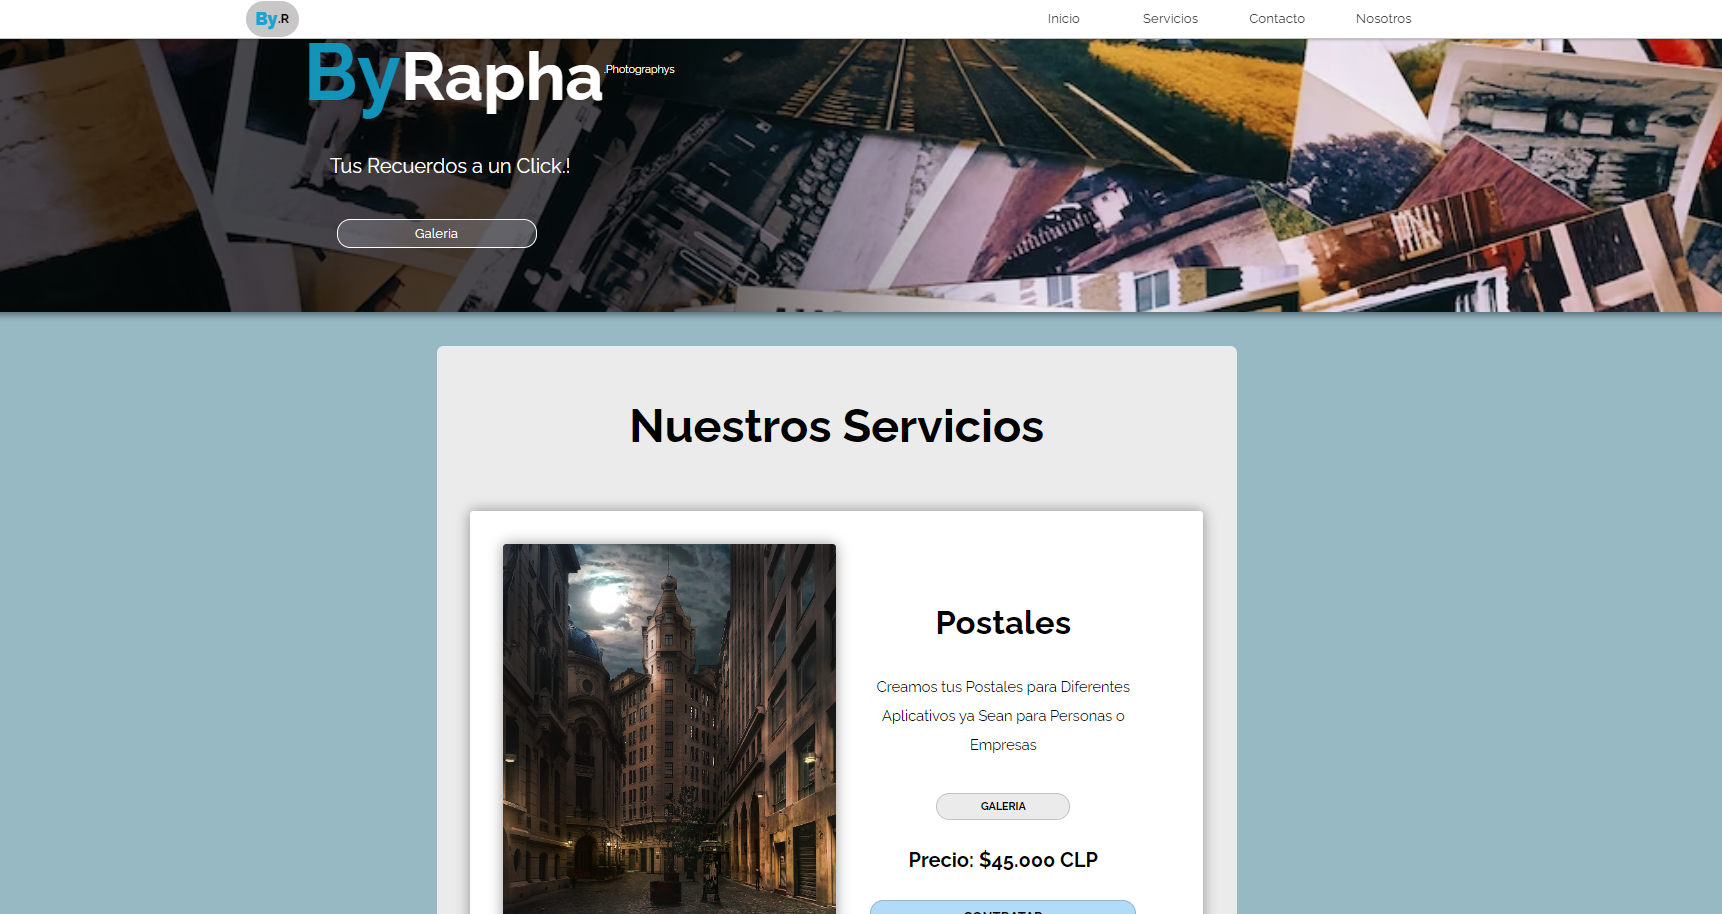 By.R
Inicio Servicios Contacto Nosotros
ByRapha.Photographys
Tus Recuerdos a un Click.!
Galeria
Nuestros Servicios
Postales
Creamos tus Postales para Diferentes
Aplicativos ya Sean para Personas o
Empresas
GALERIA
Precio: $45.000 CLP
CONTRATAR